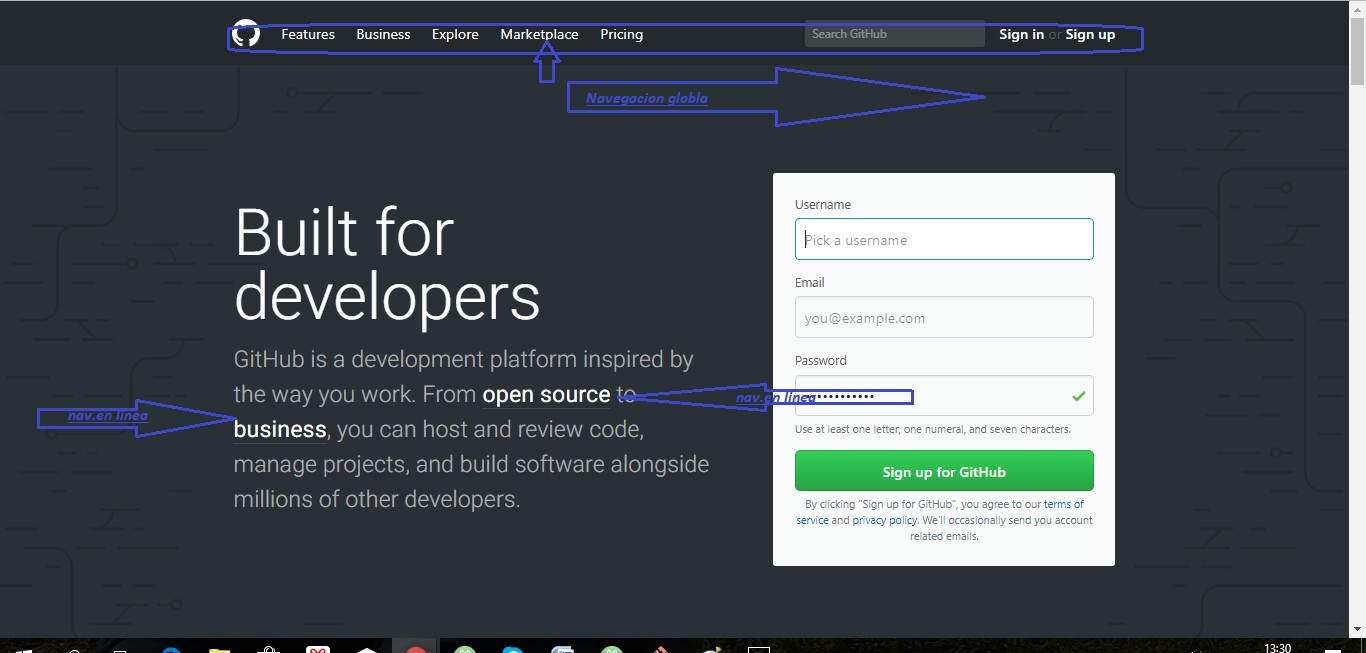 Features Business Explore Marketplace Pricing Search GitHub Sign in or Sign up
Navegacion globla
Built for
developers
GitHub is a development platform inspired by
the way you work. From open source to
business, you can host and review code,
manage projects, and build software alongside
millions of other developers.
nav.en linea
nav.en linea
Username
Pick a username
Email
you@example.com
Password
Use at least one letter, one numeral, and seven characters.
Sign up for GitHub
By clicking "Sign up for GitHub", you agree to our terms of
service and privacy policy. We'll occasionally send you account
related emails.
13:30